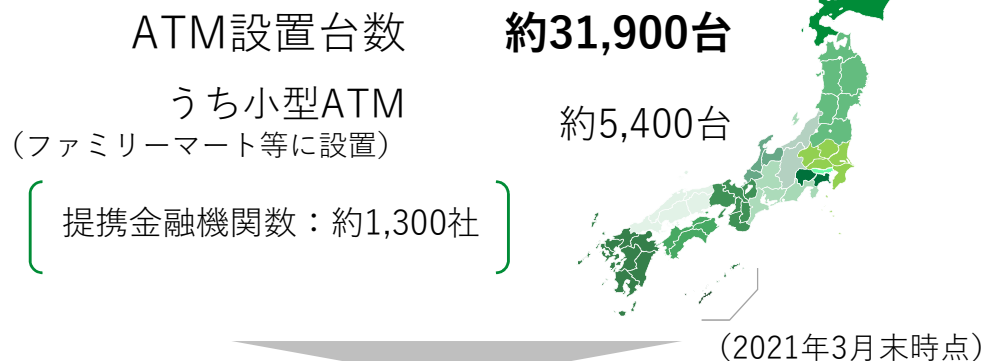 ATM設置台数 約31,900台
うち小型ATM 約5,400台
(ファミリーマート等に設置)
提携金融機関数：約1,300社
(2021年3月末時点)